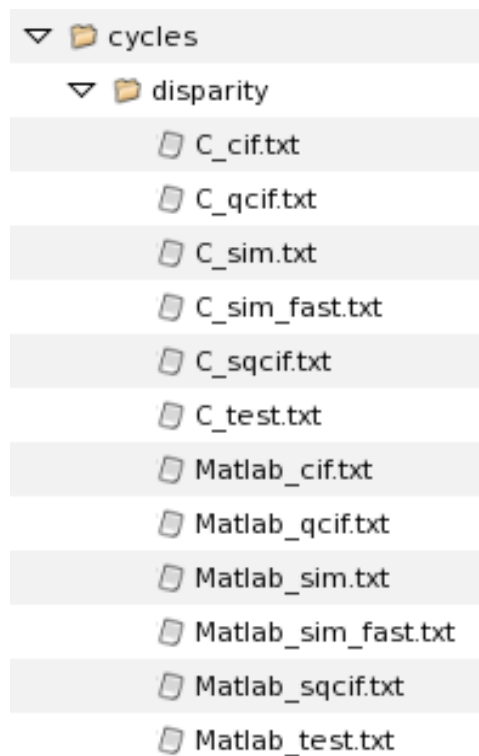 cycles
disparity
C_cif.txt
C_qcif.txt
C_sim.txt
C_sim_fast.txt
C_sqcif.txt
C_test.txt
Matlab_cif.txt
Matlab_qcif.txt
Matlab_sim.txt
Matlab_sim_fast.txt
Matlab_sqcif.txt
Matlab_test.txt